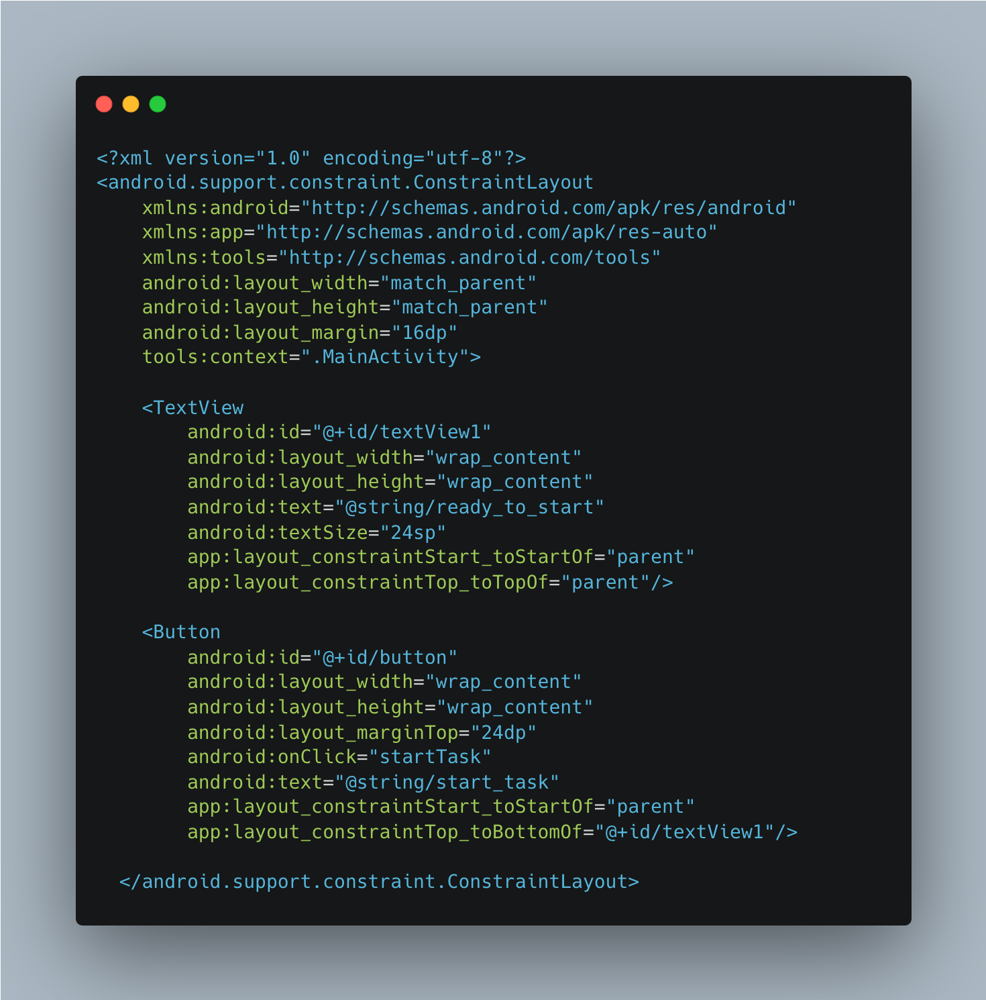 <?xml version="1.0" encoding="utf-8"?>
<android.support.constraint.ConstraintLayout
    xmlns:android="http://schemas.android.com/apk/res/android"
    xmlns:app="http://schemas.android.com/apk/res-auto"
    xmlns:tools="http://schemas.android.com/tools"
    android:layout_width="match_parent"
    android:layout_height="match_parent"
    android:layout_margin="16dp"
    tools:context=".MainActivity">

    <TextView
        android:id="@+id/textView1"
        android:layout_width="wrap_content"
        android:layout_height="wrap_content"
        android:text="@string/ready_to_start"
        android:textSize="24sp"
        app:layout_constraintStart_toStartOf="parent"
        app:layout_constraintTop_toTopOf="parent"/>

    <Button
        android:id="@+id/button"
        android:layout_width="wrap_content"
        android:layout_height="wrap_content"
        android:layout_marginTop="24dp"
        android:onClick="startTask"
        android:text="@string/start_task"
        app:layout_constraintStart_toStartOf="parent"
        app:layout_constraintTop_toBottomOf="@+id/textView1"/>

  </android.support.constraint.ConstraintLayout>